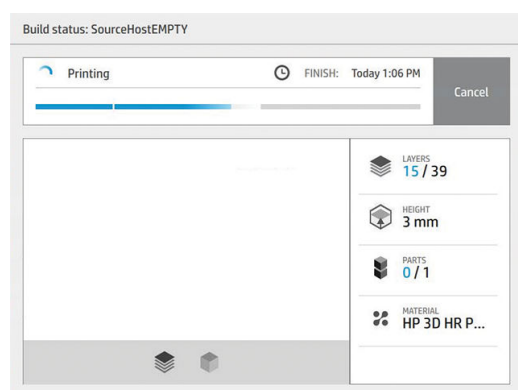 Build status: SourceHostEMPTY
Printing
FINISH: Today 1:06 PM
Cancel
LAYERS
15 / 39
HEIGHT
3 mm
PARTS
0 / 1
MATERIAL
HP 3D HR P...